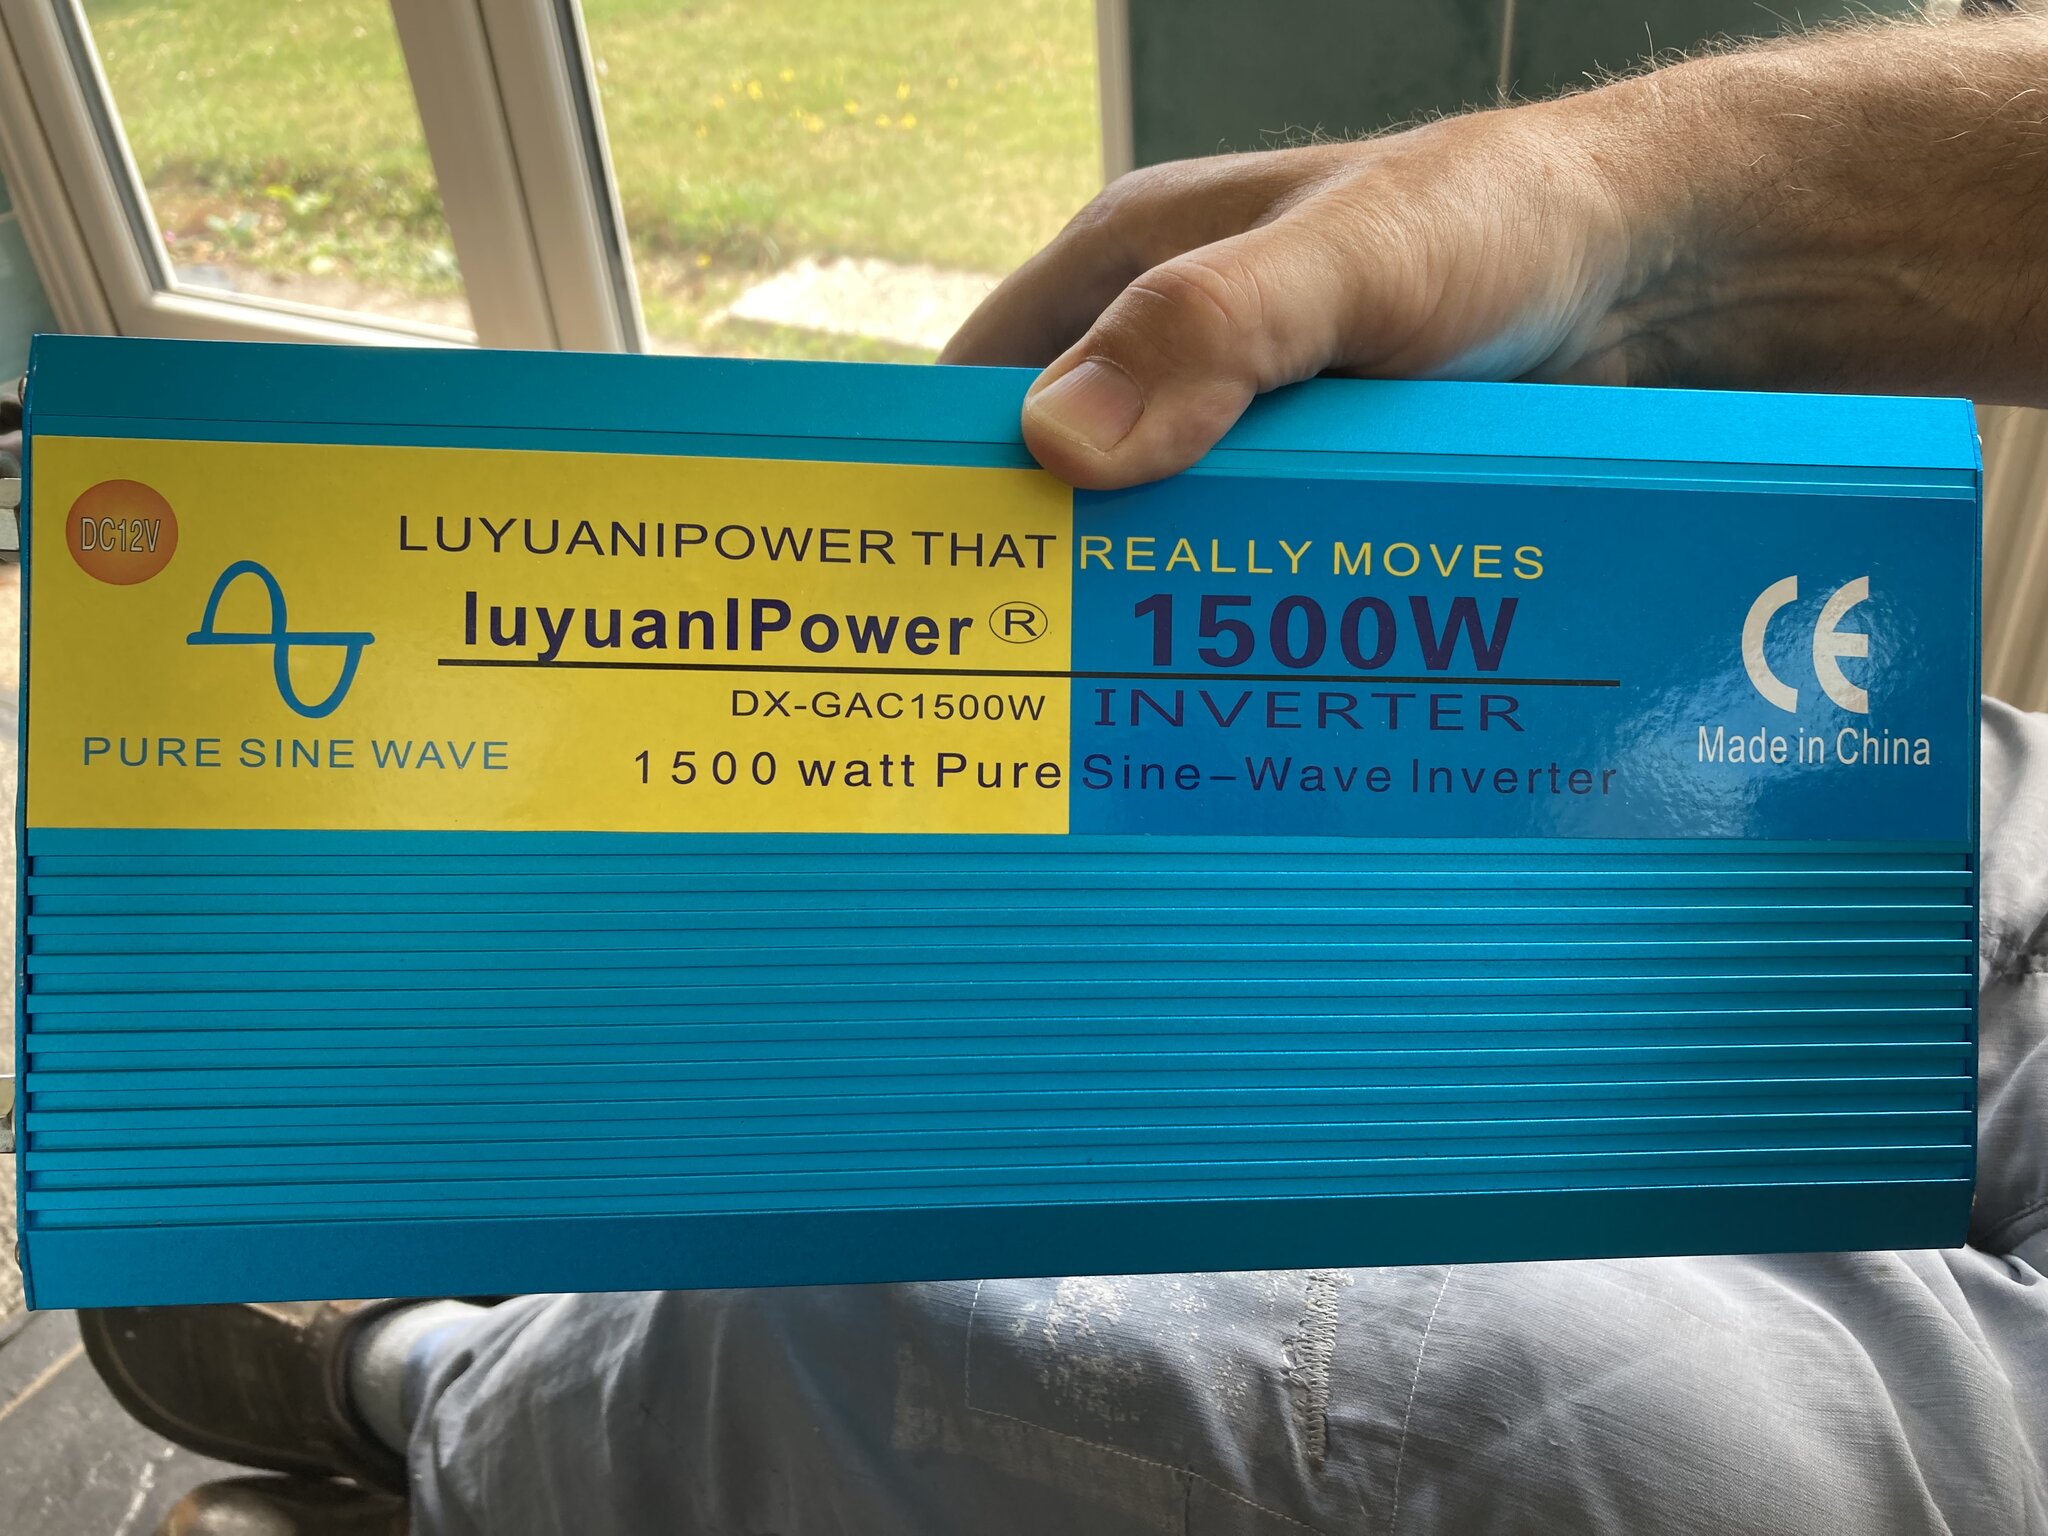 DC12V
LUYUANIPOWER THAT REALLY MOVES
luyuanIPower ® 1500W
DX-GAC1500W INVERTER
PURE SINE WAVE
1500 watt Pure Sine-Wave Inverter
CE
Made in China